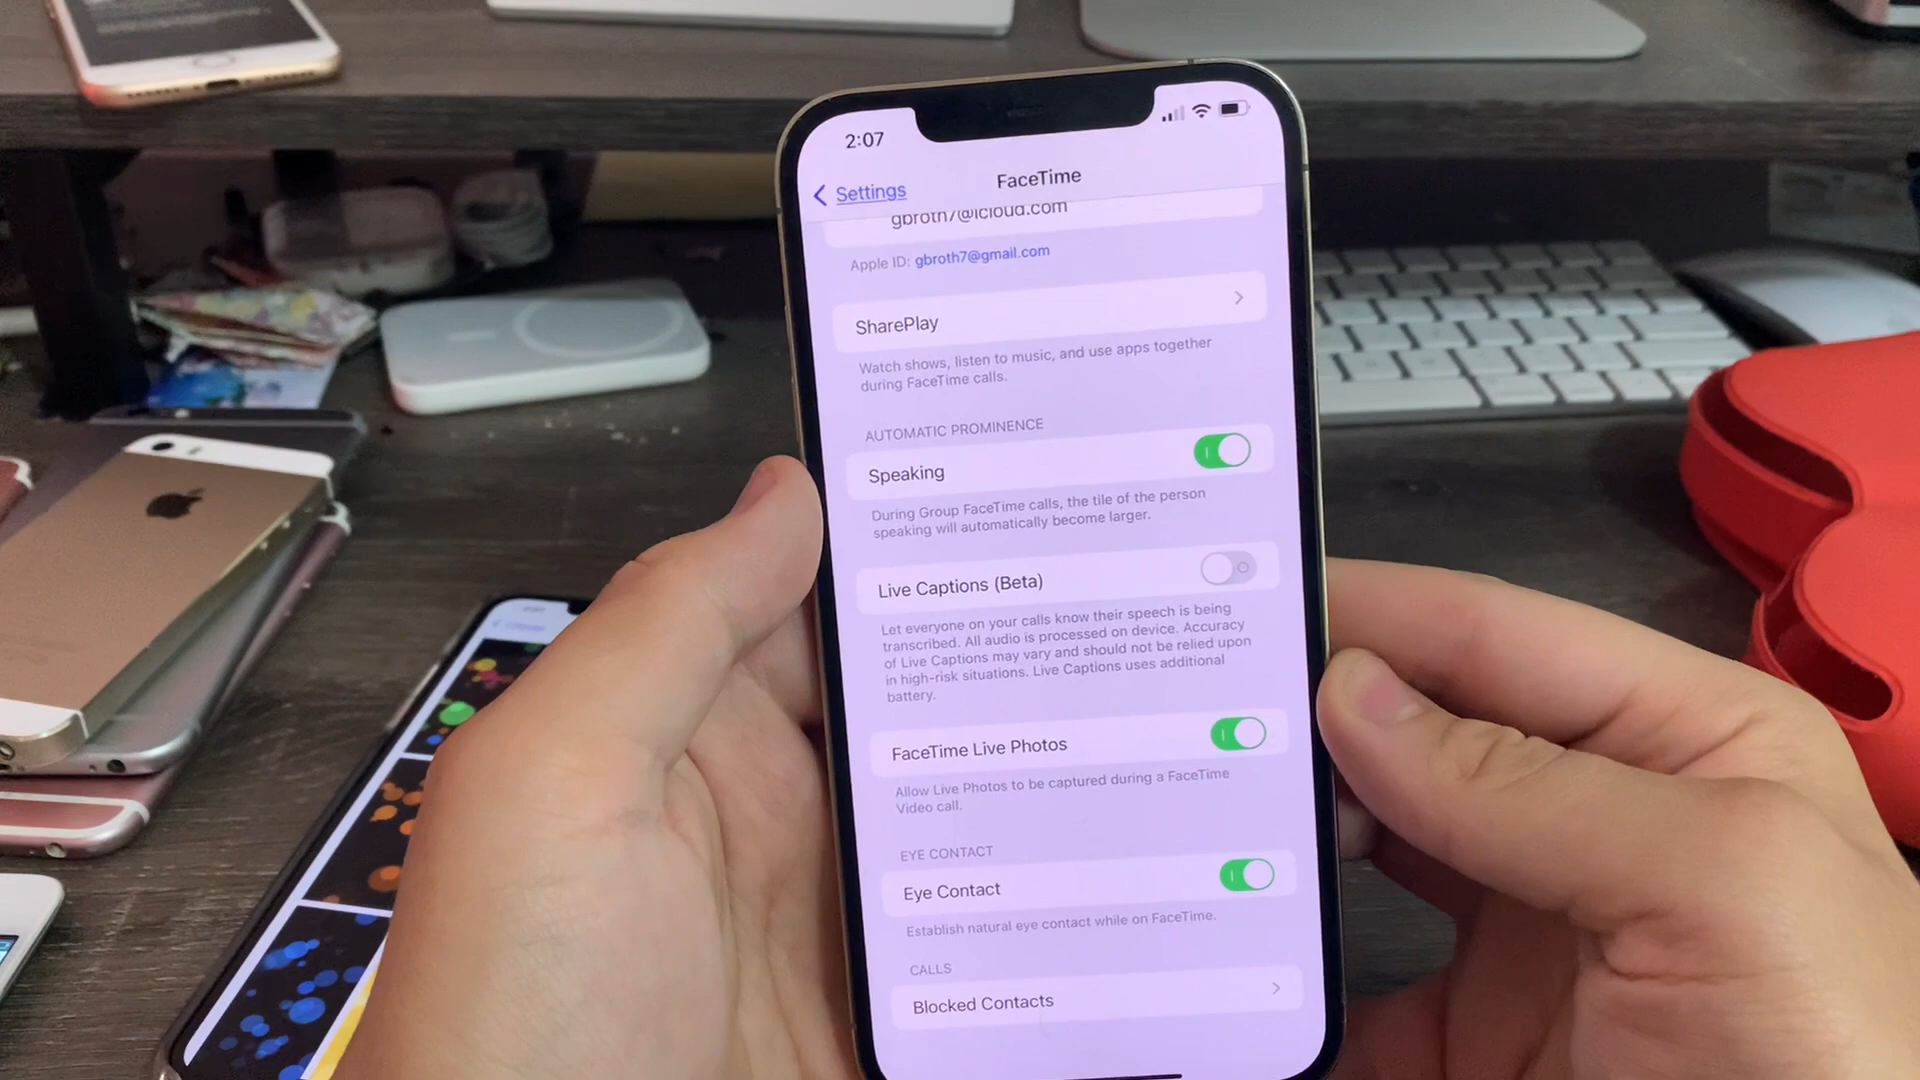 2:07
Settings
FaceTime
gbroth7@icloud.com
Apple ID: gbroth7@gmail.com
SharePlay
Watch shows, listen to music, and use apps together
during FaceTime calls.
AUTOMATIC PROMINENCE
Speaking
During Group FaceTime calls, the tile of the person
speaking will automatically become larger.
Live Captions (Beta)
Let everyone on your calls know their speech is being
transcribed. All audio is processed on device. Accuracy
of Live Captions may vary and should not be relied upon
in high-risk situations. Live Captions uses additional
battery.
FaceTime Live Photos
Allow Live Photos to be captured during a FaceTime
Video call.
EYE CONTACT
Eye Contact
Establish natural eye contact while on FaceTime.
CALLS
Blocked Contacts